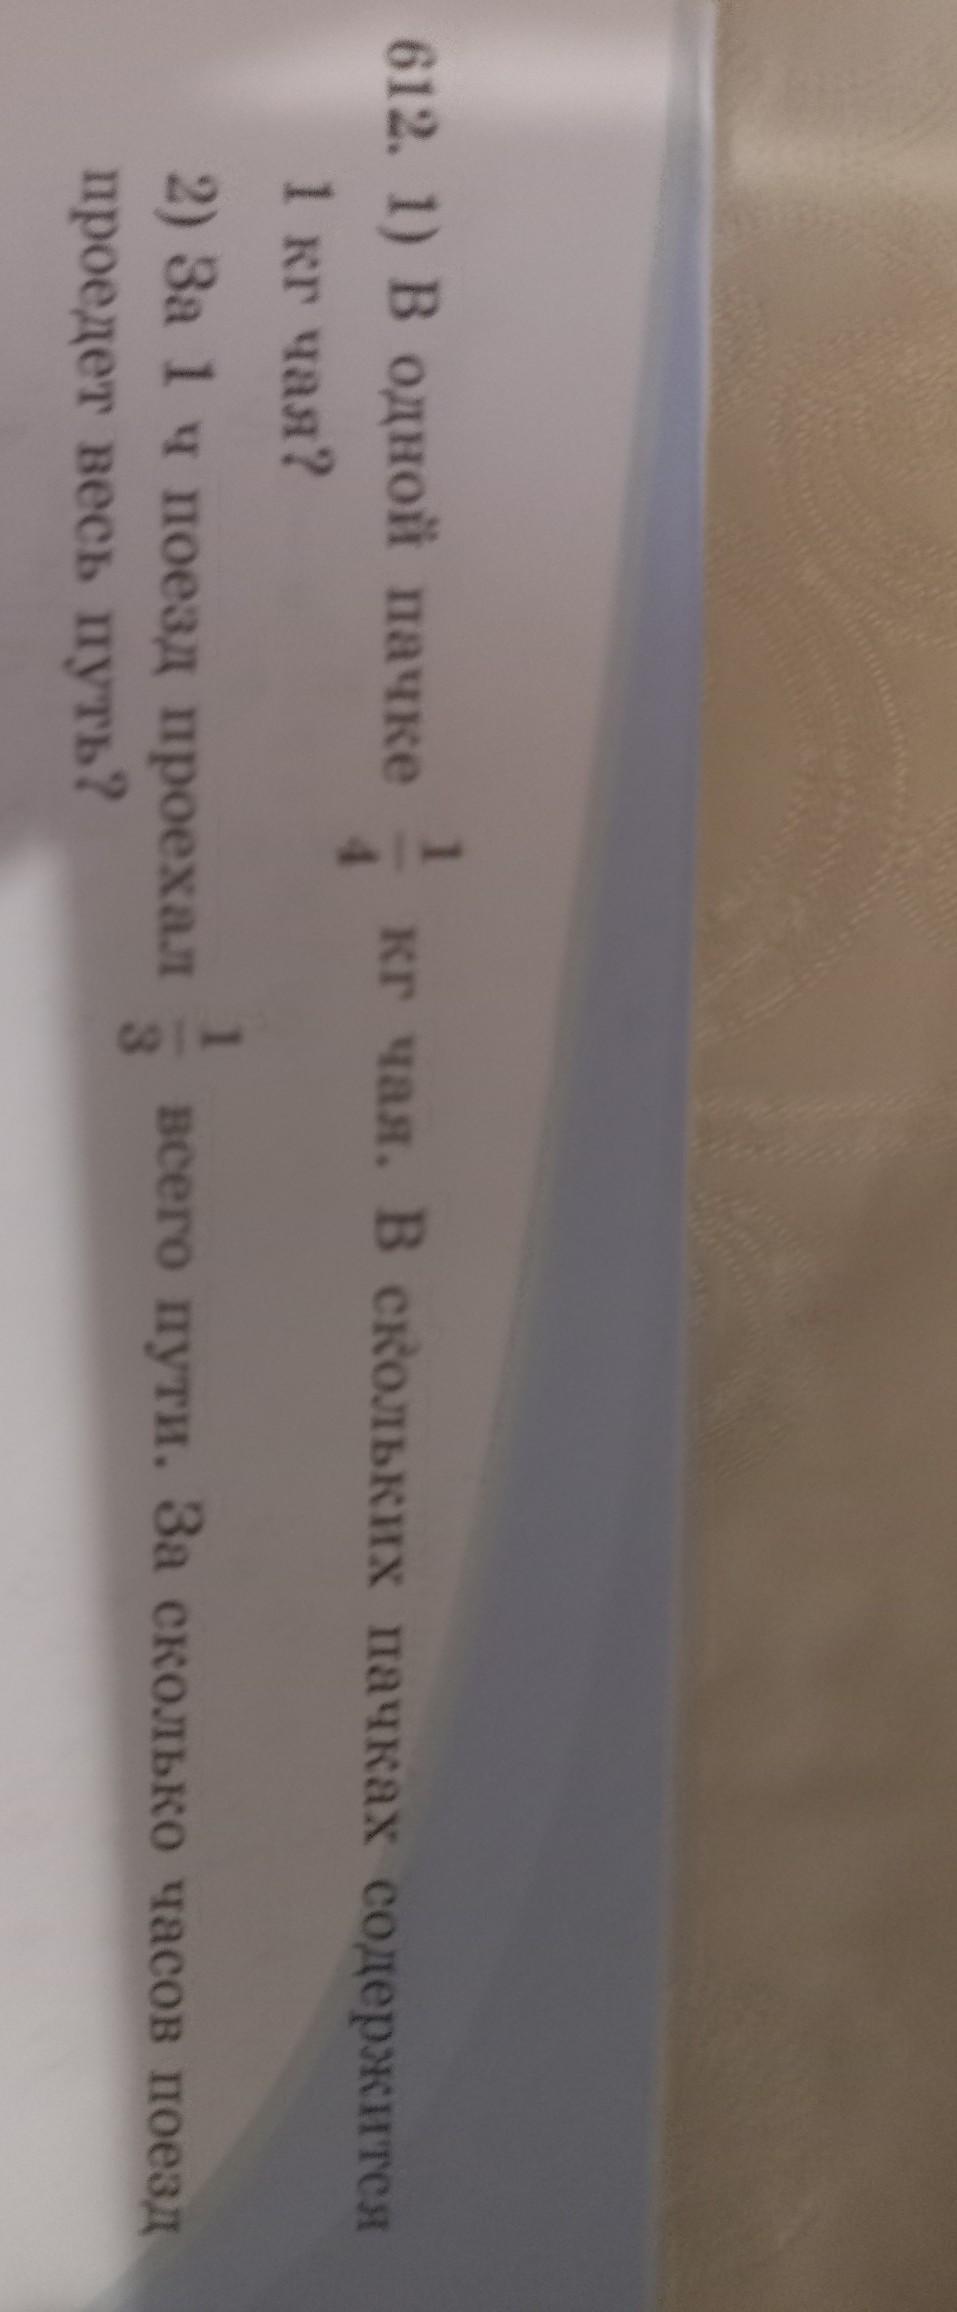 612. 1) В одной пачке 1/4 кг чая. В скольких пачках содержится
1 кг чая?
2) За 1 ч поезд проехал 1/3 всего пути. За сколько часов поезд
проедет весь путь?